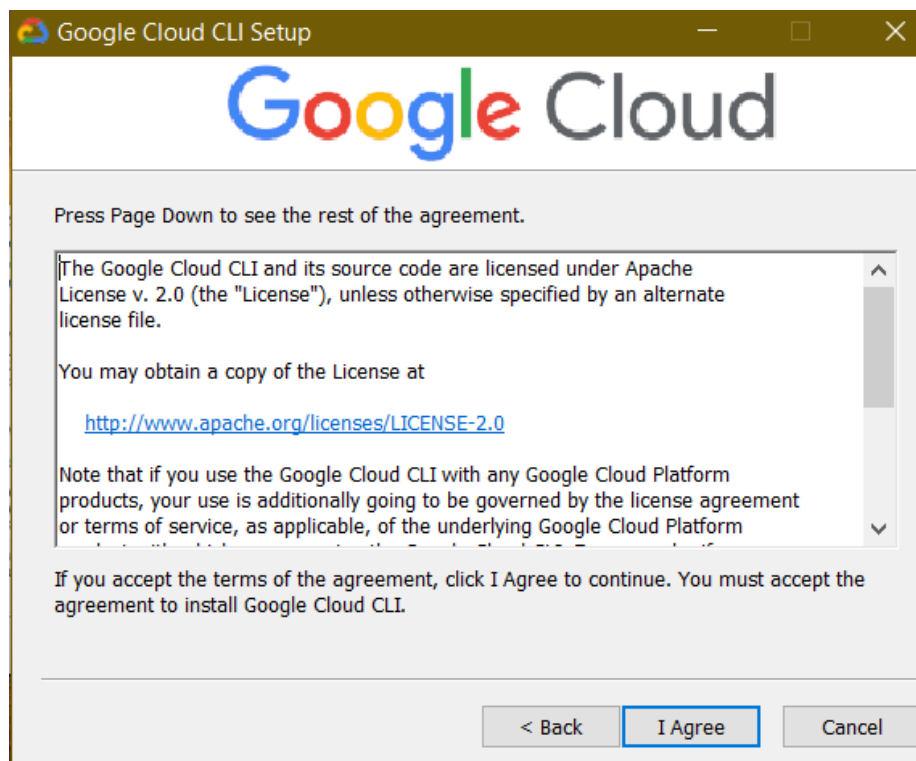 Google Cloud CLI Setup
Google Cloud
Press Page Down to see the rest of the agreement.
The Google Cloud CLI and its source code are licensed under Apache
License v. 2.0 (the "License"), unless otherwise specified by an alternate
license file.
You may obtain a copy of the License at
http://www.apache.org/licenses/LICENSE-2.0
Note that if you use the Google Cloud CLI with any Google Cloud Platform
products, your use is additionally going to be governed by the license agreement
or terms of service, as applicable, of the underlying Google Cloud Platform
If you accept the terms of the agreement, click I Agree to continue. You must accept the
agreement to install Google Cloud CLI.
< Back
I Agree
Cancel